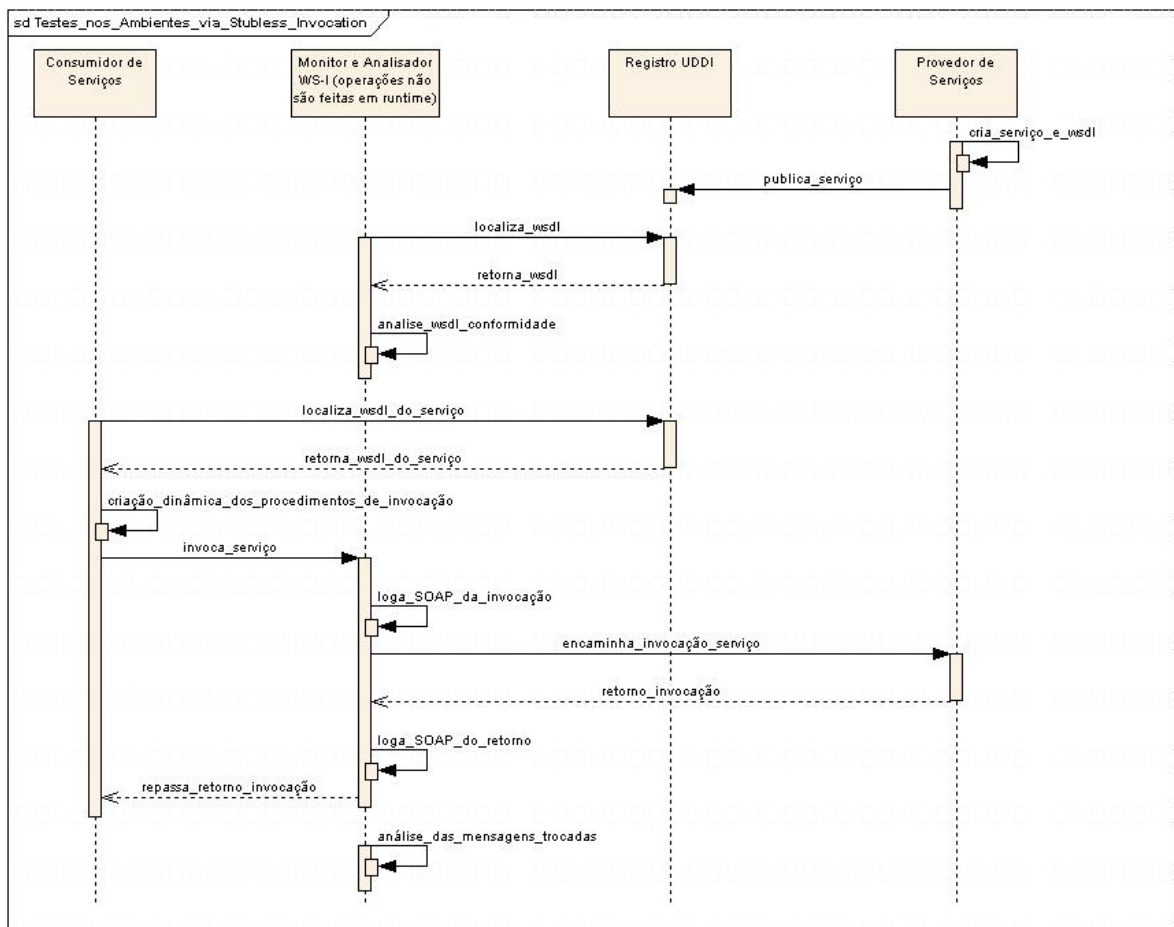 sd Testes_nos_Ambientes_via_Stubless_Invocation
Consumidor de
Serviços
Monitor e Analisador
WS-I (operações não
são feitas em runtime)
Registro UDDI
Provedor de
Serviços
cria_serviço_e_wsdl
publica_serviço
localiza_wsdl
retorna_wsdl
analise_wsdl_conformidade
localiza_wsdl_do_serviço
retorna_wsdl_do_serviço
criação_dinâmica_dos_procedimentos_de_invocação
invoca_serviço
loga_SOAP_da_invocação
encaminha_invocação_serviço
retorno_invocação
loga_SOAP_do_retorno
repassa_retorno_invocação
análise_das_mensagens_trocadas